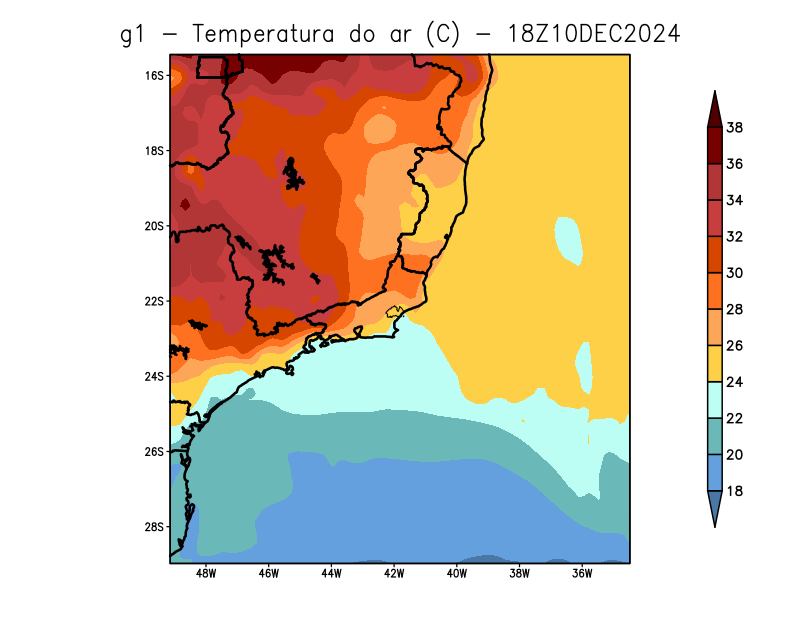 g1 — Temperatura do ar (C) — 18Z10DEC2024
16S
18S
20S
22S
24S
26S
28S
48W 46W 44W 42W 40W 38W 36W
38
36
34
32
30
28
26
24
22
20
18